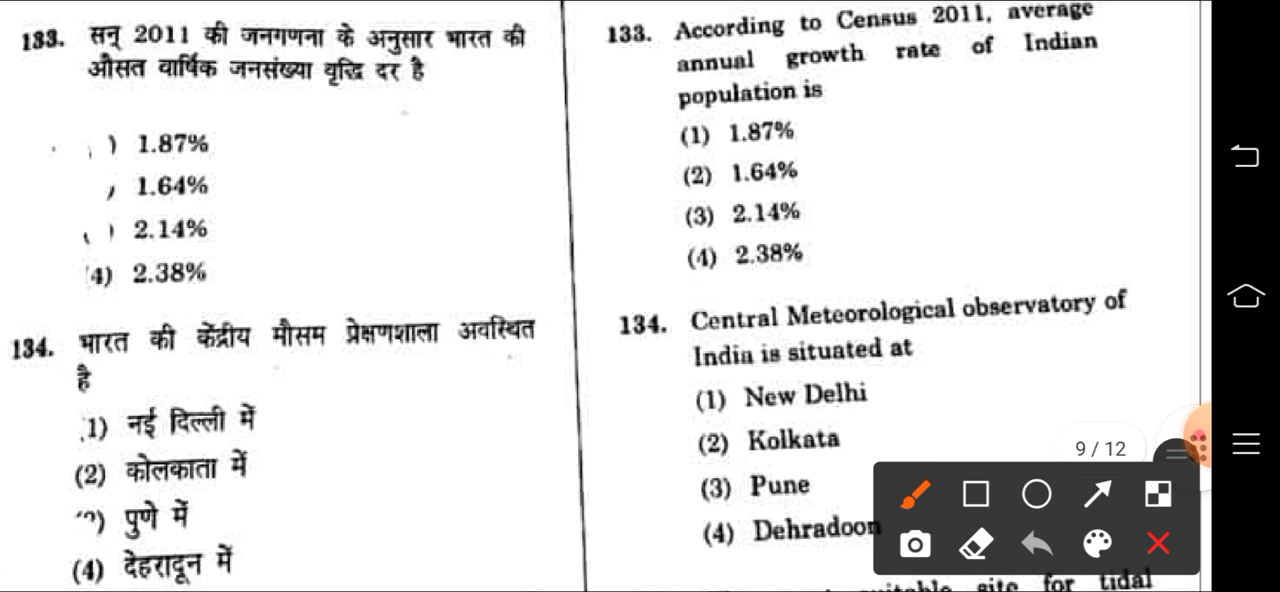 133. सन् 2011 की जनगणना के अनुसार भारत की
औसत वार्षिक जनसंख्या वृद्धि दर है
) 1.87%
1.64%
) 2.14%
4) 2.38%
134. भारत की केंद्रीय मौसम प्रेक्षणशाला अवस्थित
है
1) नई दिल्ली में
(2) कोलकाता में
) पुणे में
(4) देहरादून में
133. According to Census 2011, average
annual growth rate of Indian
population is
(1) 1.87%
(2) 1.64%
(3) 2.14%
(4) 2.38%
134. Central Meteorological observatory of
India is situated at
(1) New Delhi
(2) Kolkata
(3) Pune
(4) Dehradoon
site for tidal
9 / 12